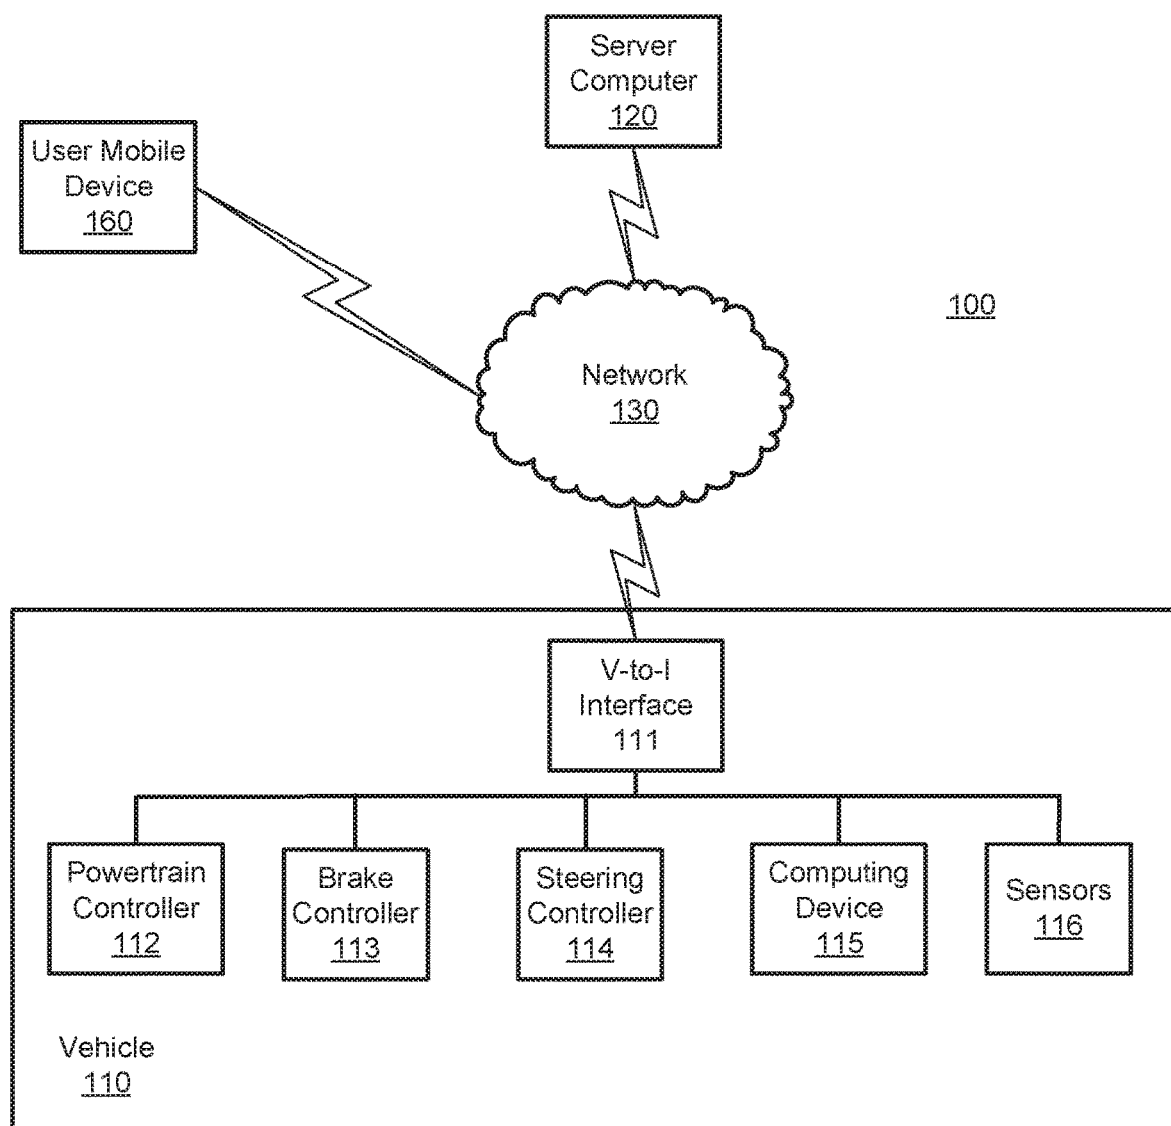 Server
Computer
120
User Mobile
Device
160
100
Network
130
V-to-I
Interface
111
Powertrain
Controller
112
Brake
Controller
113
Steering
Controller
114
Computing
Device
115
Sensors
116
Vehicle
110